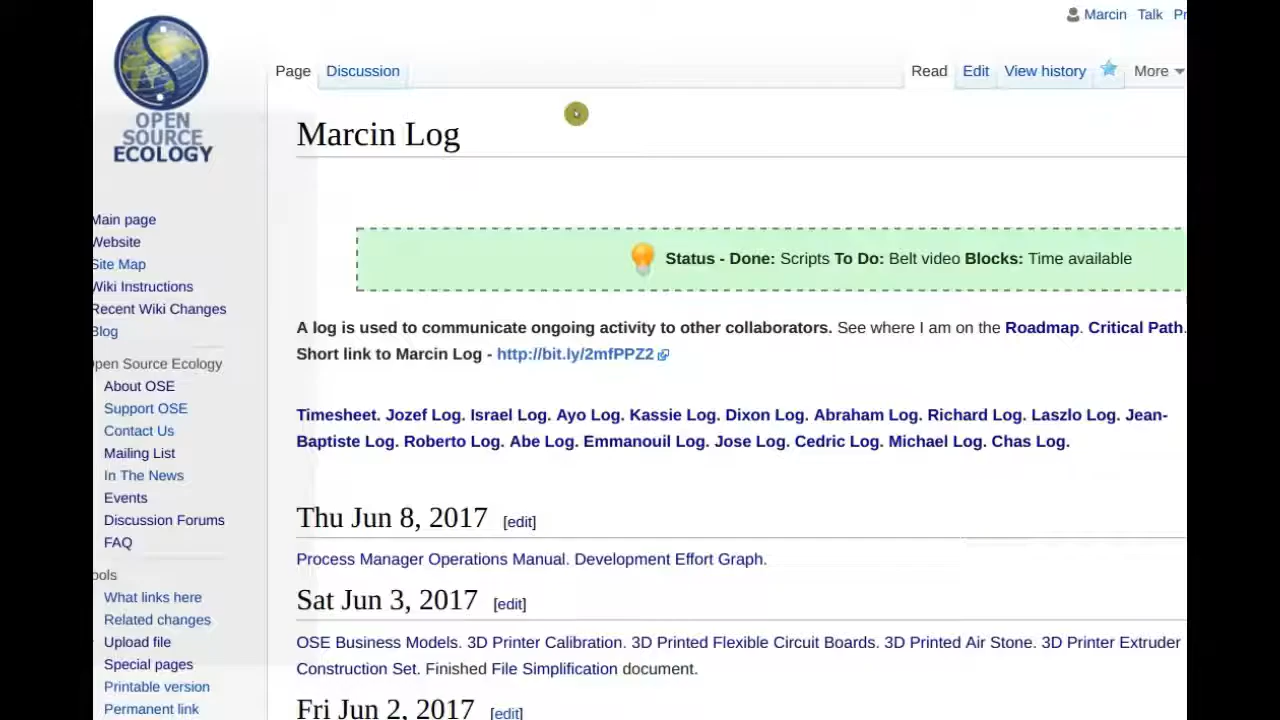 Marcin Talk
Page Discussion Read Edit View history More
OPEN
SOURCE
ECOLOGY
Marcin Log
Main page
Website
Site Map
Wiki Instructions
Recent Wiki Changes
Blog
Status - Done: Scripts To Do: Belt video Blocks: Time available
A log is used to communicate ongoing activity to other collaborators. See where I am on the Roadmap. Critical Path.
Short link to Marcin Log - http://bit.ly/2mfPPZ2
Open Source Ecology
About OSE
Support OSE
Contact Us
Mailing List
In The News
Events
Discussion Forums
FAQ
Timesheet. Jozef Log. Israel Log. Ayo Log. Kassie Log. Dixon Log. Abraham Log. Richard Log. Laszlo Log. Jean-
Baptiste Log. Roberto Log. Abe Log. Emmanouil Log. Jose Log. Cedric Log. Michael Log. Chas Log.
Thu Jun 8, 2017 [edit]
Process Manager Operations Manual. Development Effort Graph.
Sat Jun 3, 2017 [edit]
OSE Business Models. 3D Printer Calibration. 3D Printed Flexible Circuit Boards. 3D Printed Air Stone. 3D Printer Extruder
Construction Set. Finished File Simplification document.
Fri Jun 2, 2017 [edit]
ools
What links here
Related changes
Upload file
Special pages
Printable version
Permanent link